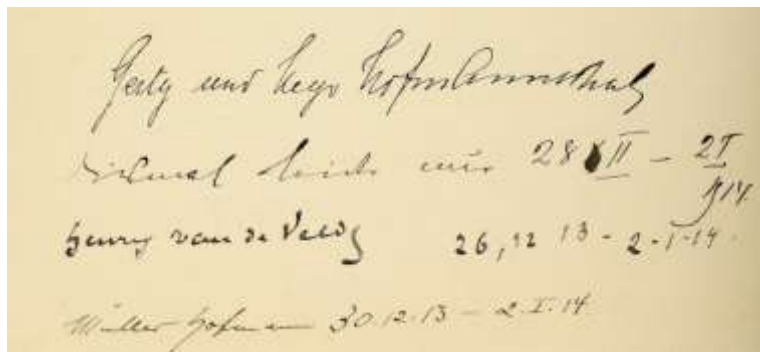 Gerty und Hugo Hofmannsthal
diesmal leider nur 28 XII – 2 I
1914.
Henry van de Velde 26, 12 13 - 2 - I - 14.
Müller Hofmann 30.12.13 – 2.I.14.